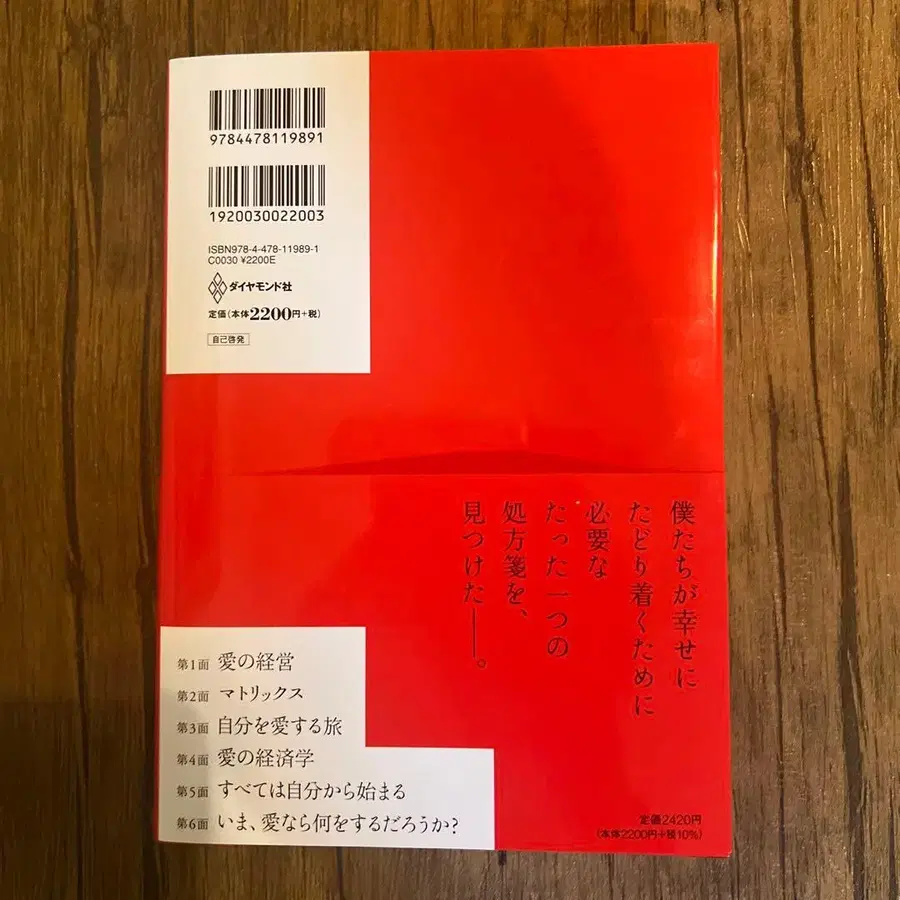 9784478119891
1920030022003
ISBN978-4-478-11989-1
C0030 ¥2200E
ダイヤモンド社
定価(本体2200円+税)
自己啓発
僕たちが幸せに
たどり着くために
必要な
たった一つの
処方箋を、
見つけた——。
第1面 愛の経営
第2面 マトリックス
第3面 自分を愛する旅
第4面 愛の経済学
第5面 すべては自分から始まる
第6面 いま、愛なら何をするだろうか?
定価2420円
(本体2200円+税10%)